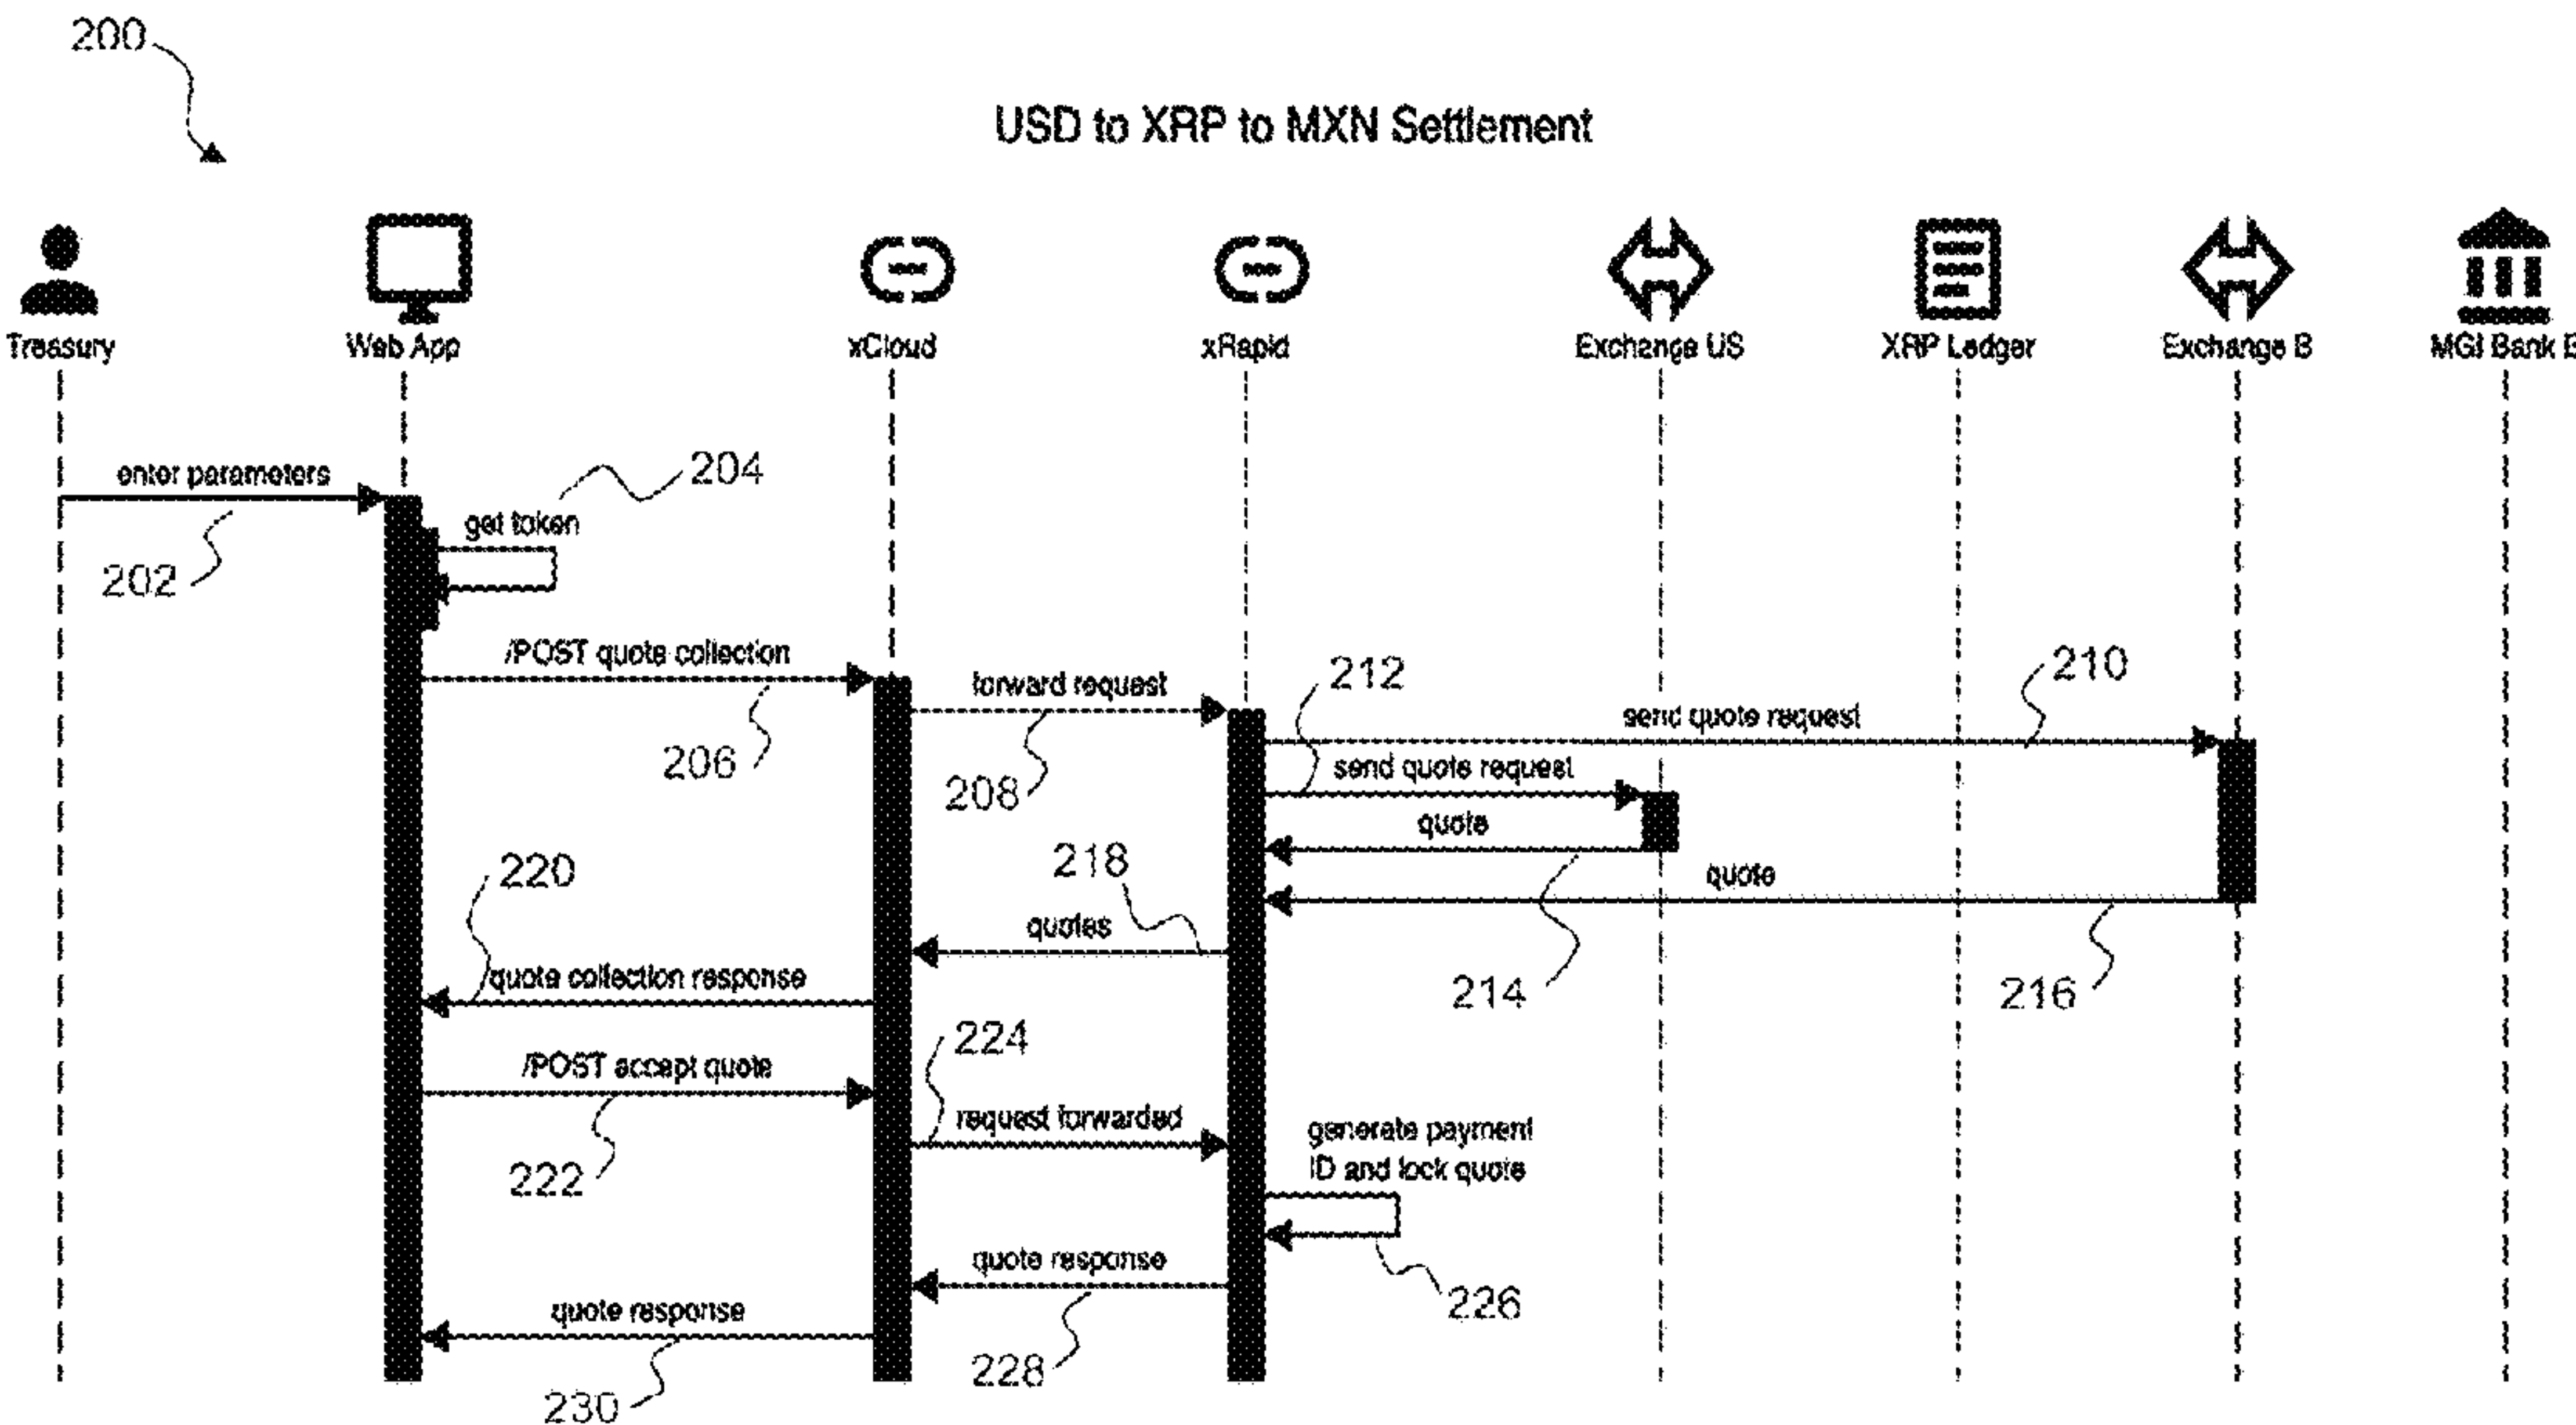 200
USD to XRP to MXN Settlement
Treasury
Web App
xCloud
xRapid
Exchange US
XRP Ledger
Exchange B
MGI Bank B
enter parameters
202
204
get token
/POST quote collection
206
forward request
208
212
210
send quote request
send quote request
quote
214
quote
216
218
quotes
220
quote collection response
/POST accept quote
222
224
request forwarded
generate payment
ID and lock quote
226
quote response
228
quote response
230